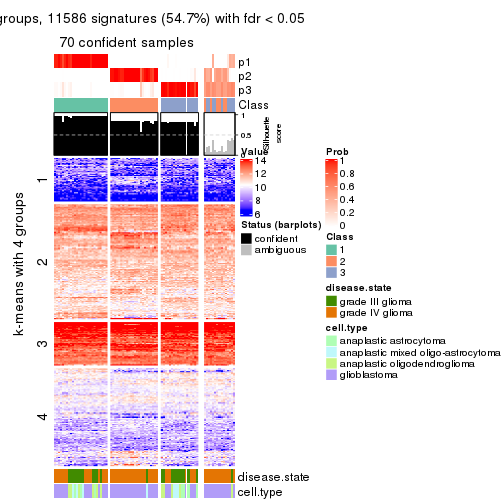 groups, 11586 signatures (54.7%) with fdr < 0.05
70 confident samples
p1
p2
p3
Class
1
0.5
0
Silhouette
score
k-means with 4 groups
1
2
3
4
disease.state
cell.type
Value
14
12
10
8
6
Status (barplots)
confident
ambiguous
Prob
1
0.8
0.6
0.4
0.2
0
Class
1
2
3
disease.state
grade III glioma
grade IV glioma
cell.type
anaplastic astrocytoma
anaplastic mixed oligo-astrocytoma
anaplastic oligodendroglioma
glioblastoma